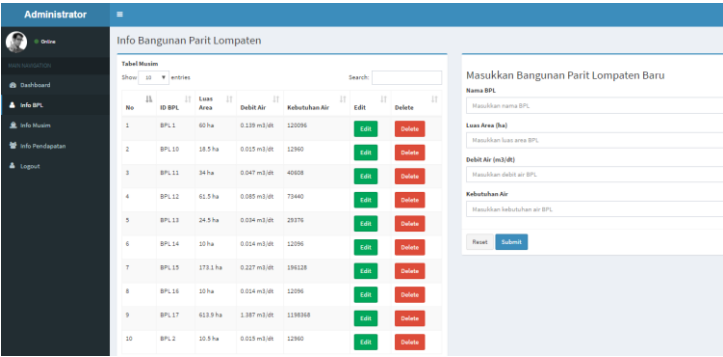 Administrator
Online
MAIN NAVIGATION
Dashboard
Info BPL
Info Musim
Info Pendapatan
Logout
Info Bangunan Parit Lompaten
Tabel Musim
Show 10 entries Search:
No ID BPL Luas Area Debit Air Kebutuhan Air Edit Delete
1 BPL 1 60 ha 0.139 m3/dt 120096 Edit Delete
2 BPL 10 18.5 ha 0.015 m3/dt 12960 Edit Delete
3 BPL 11 34 ha 0.047 m3/dt Edit Delete
4 BPL 12 61.5 ha 0.085 m3/dt 73440 Edit Delete
5 BPL 13 24.5 ha 0.034 m3/dt 29376 Edit Delete
6 BPL 14 10 ha 0.014 m3/dt 12096 Edit Delete
7 BPL 15 173.1 ha 0.227 m3/dt 196128 Edit Delete
8 BPL 16 10 ha 0.014 m3/dt 12096 Edit Delete
9 BPL 17 613.9 ha 1.387 m3/dt 1198368 Edit Delete
10 BPL 2 10.5 ha 0.015 m3/dt 12960 Edit Delete
Masukkan Bangunan Parit Lompaten Baru
Nama BPL
Masukkan nama BPL
Luas Area (ha)
Masukkan luas area BPL
Debit Air (m3/dt)
Masukkan debit air BPL
Kebutuhan Air
Masukkan kebutuhan air BPL
Reset Submit